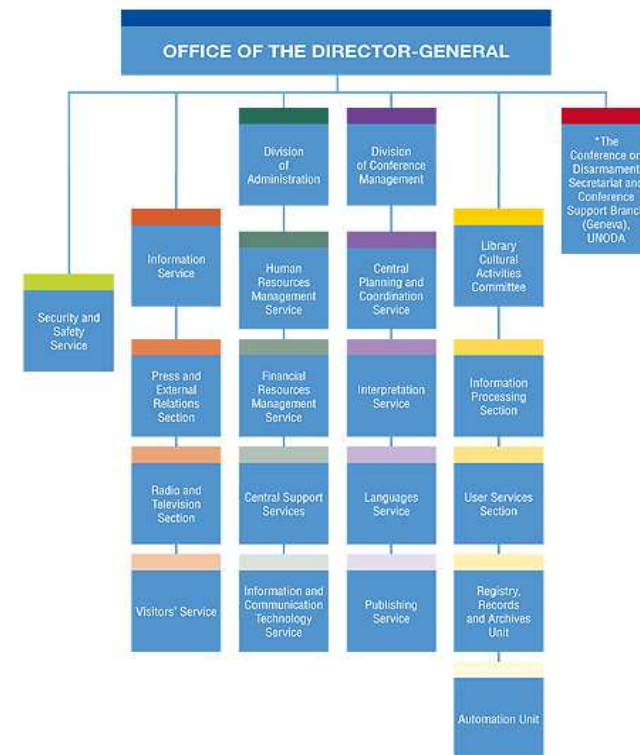 OFFICE OF THE DIRECTOR-GENERAL
Division
of
Administration
Division
of Conference
Management
*The
Conference on
Disarmament
Secretariat and
Conference
Support Branch
(Geneva),
UNODA
Information
Service
Human
Resources
Management
Service
Central
Planning and
Coordination
Service
Library
Cultural
Activities
Committee
Security and
Safety
Service
Press and
External
Relations
Section
Financial
Resources
Management
Service
Interpretation
Service
Information
Processing
Section
Radio and
Television
Section
Central Support
Services
Languages
Service
User Services
Section
Visitors' Service
Information and
Communication
Technology
Service
Publishing
Service
Registry,
Records
and Archives
Unit
Automation Unit